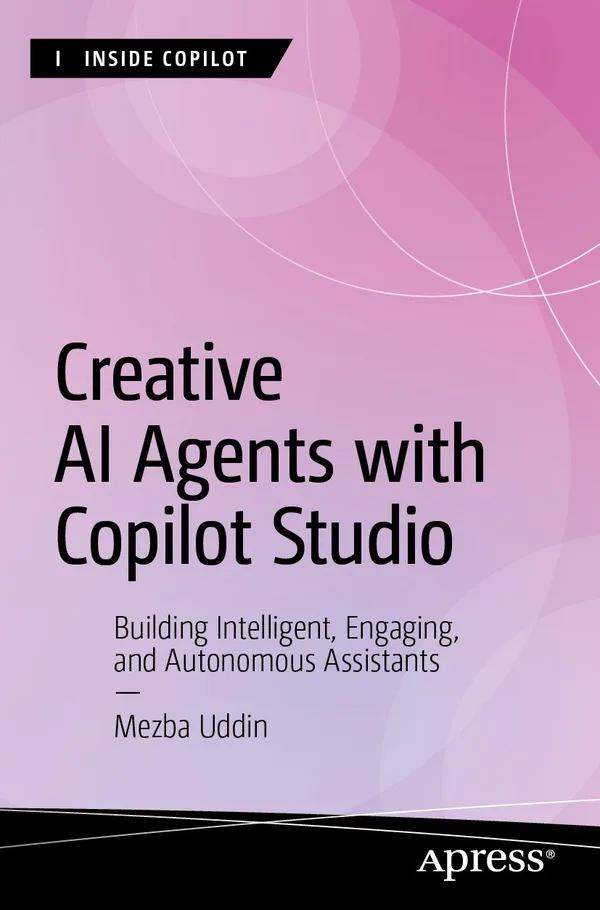 I INSIDE COPILOT
Creative
AI Agents with
Copilot Studio
Building Intelligent, Engaging,
and Autonomous Assistants
—
Mezba Uddin
Apress®